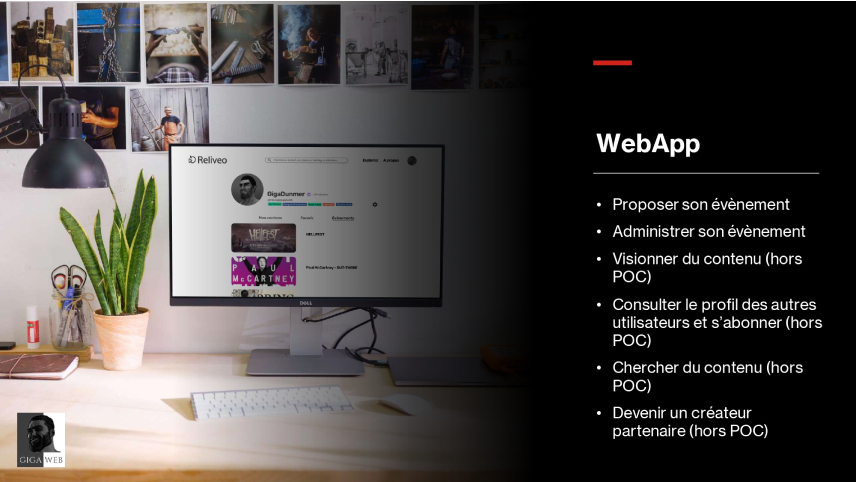 Reliveo
GigaDunmer
Évènements
HELLFEST
HELLFEST
PAUL
McCARTNEY
DELL
GIGA WEB
WebApp
• Proposer son évènement
• Administrer son évènement
• Visionner du contenu (hors
POC)
• Consulter le profil des autres
utilisateurs et s’abonner (hors
POC)
• Chercher du contenu (hors
POC)
• Devenir un créateur
partenaire (hors POC)